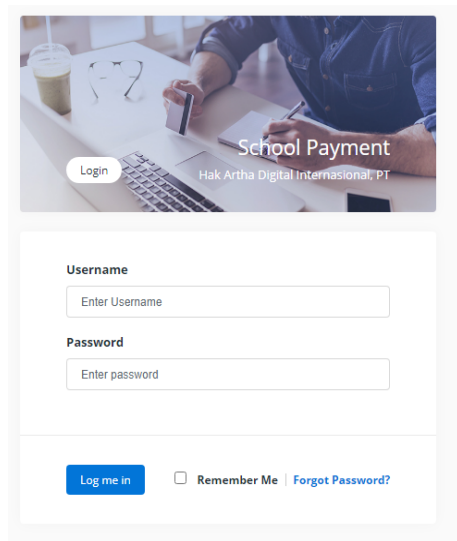 School Payment
Login
Hak Artha Digital Internasional, PT
Username
Enter Username
Password
Enter password
Log me in
Remember Me
Forgot Password?